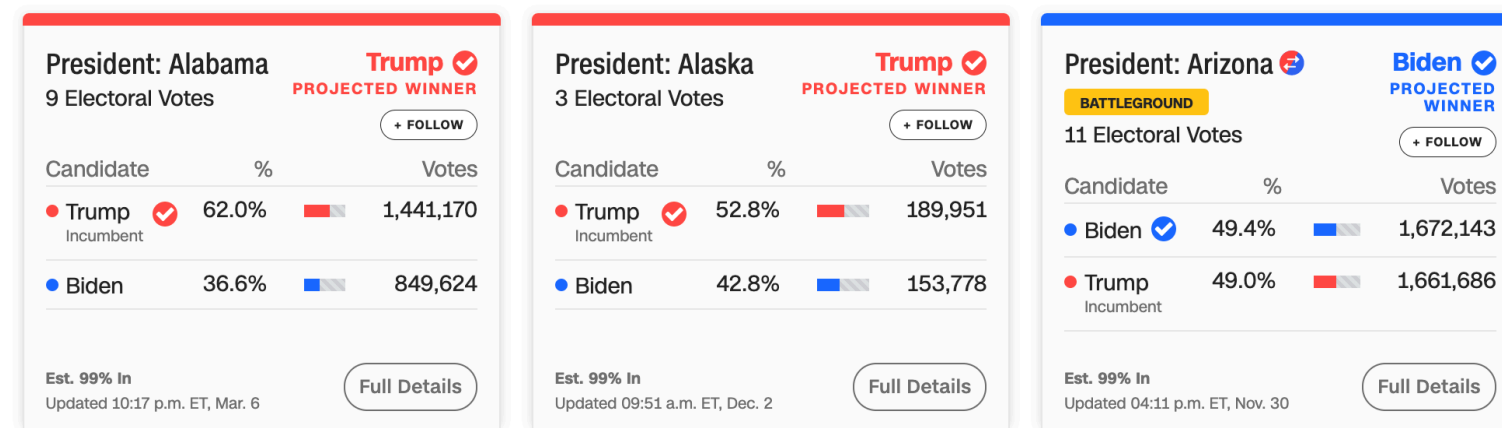 President: Alabama
Trump
PROJECTED WINNER
9 Electoral Votes
+ FOLLOW
Candidate % Votes
Trump 62.0% 1,441,170
Incumbent
Biden 36.6% 849,624
Est. 99% In
Updated 10:17 p.m. ET, Mar. 6
Full Details
President: Alaska
Trump
PROJECTED WINNER
3 Electoral Votes
+ FOLLOW
Candidate % Votes
Trump 52.8% 189,951
Incumbent
Biden 42.8% 153,778
Est. 99% In
Updated 09:51 a.m. ET, Dec. 2
Full Details
President: Arizona
Biden
PROJECTED
WINNER
BATTLEGROUND
11 Electoral Votes
+ FOLLOW
Candidate % Votes
Biden 49.4% 1,672,143
Trump 49.0% 1,661,686
Incumbent
Est. 99% In
Updated 04:11 p.m. ET, Nov. 30
Full Details